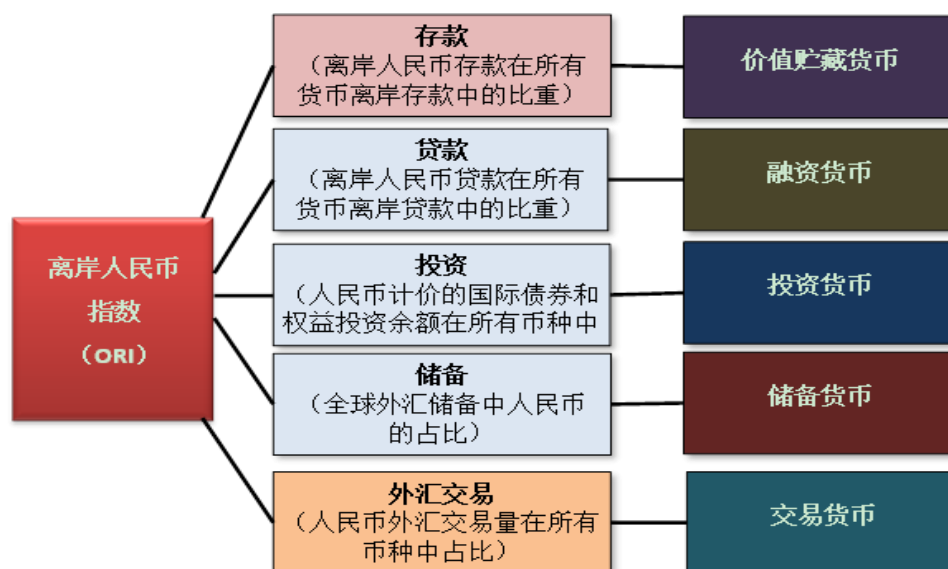 离岸人民币
指数
（ORI）
存款
（离岸人民币存款在所有
货币离岸存款中的比重）
价值贮藏货币
贷款
（离岸人民币贷款在所有
货币离岸贷款中的比重）
融资货币
投资
（人民币计价的国际债券和
权益投资余额在所有币种中
投资货币
储备
（全球外汇储备中人民币
的占比）
储备货币
外汇交易
（人民币外汇交易量在所有
币种中占比）
交易货币